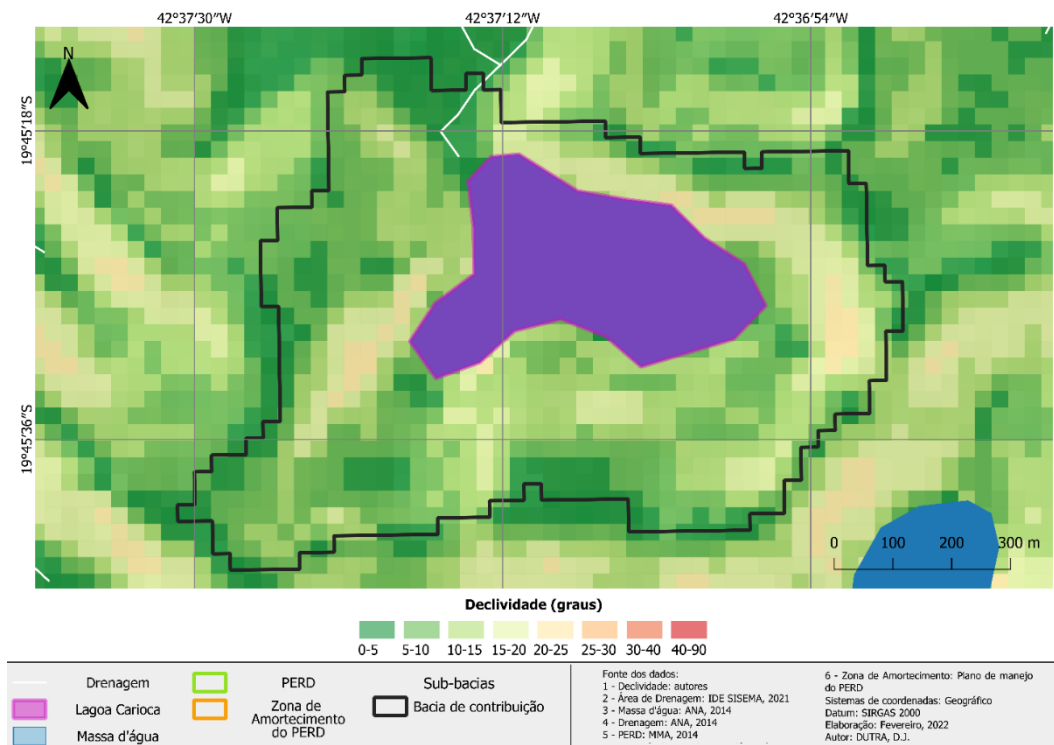 42°37'30"W
42°37'12"W
42°36'54"W
N
19°45'18"S
19°45'36"S
0 100 200 300 m
Declividade (graus)
0-5 5-10 10-15 15-20 20-25 25-30 30-40 40-90
Drenagem
Lagoa Carioca
Massa d'água
PERD
Zona de
Amortecimento
do PERD
Sub-bacias
Bacia de contribuição
Fonte dos dados:
1 - Declividade: autores
2 - Área de Drenagem: IDE SISEMA, 2021
3 - Massa d'água: ANA, 2014
4 - Drenagem: ANA, 2014
5 - PERD: MMA, 2014
6 - Zona de Amortecimento: Plano de manejo
do PERD
Sistemas de coordenadas: Geográfico
Datum: SIRGAS 2000
Elaboração: Fevereiro, 2022
Autor: DUTRA, D.J.